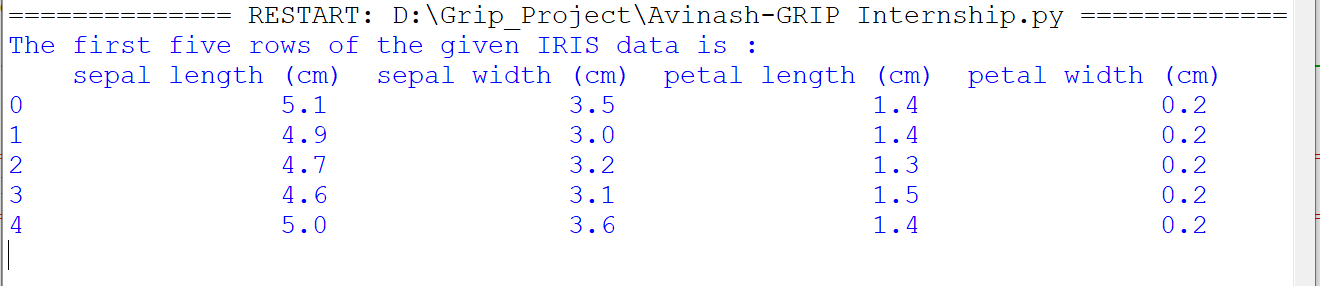 ============== RESTART: D:\Grip_Project\Avinash-GRIP Internship.py =============
The first five rows of the given IRIS data is :
    sepal length (cm)  sepal width (cm)  petal length (cm)  petal width (cm)
0                5.1               3.5                1.4               0.2
1                4.9               3.0                1.4               0.2
2                4.7               3.2                1.3               0.2
3                4.6               3.1                1.5               0.2
4                5.0               3.6                1.4               0.2